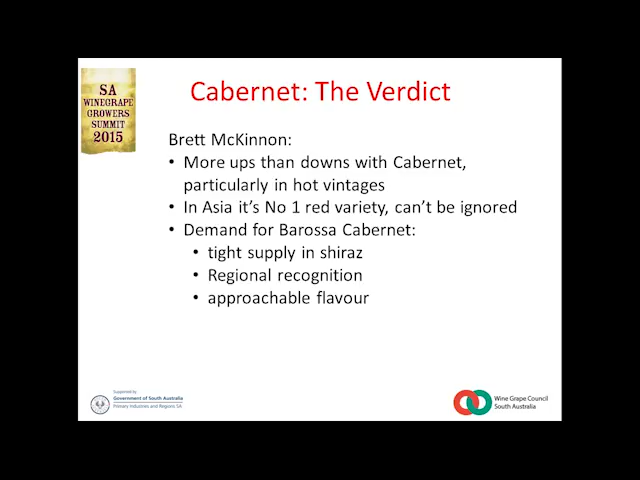 SA
WINEGRAPE
GROWERS
SUMMIT
2015
Cabernet: The Verdict
Brett McKinnon:
• More ups than downs with Cabernet,
particularly in hot vintages
• In Asia it's No 1 red variety, can't be ignored
• Demand for Barossa Cabernet:
• tight supply in shiraz
• Regional recognition
• approachable flavour
Supported by
Government of South Australia
Primary Industries and Regions SA
Wine Grape Council
South Australia